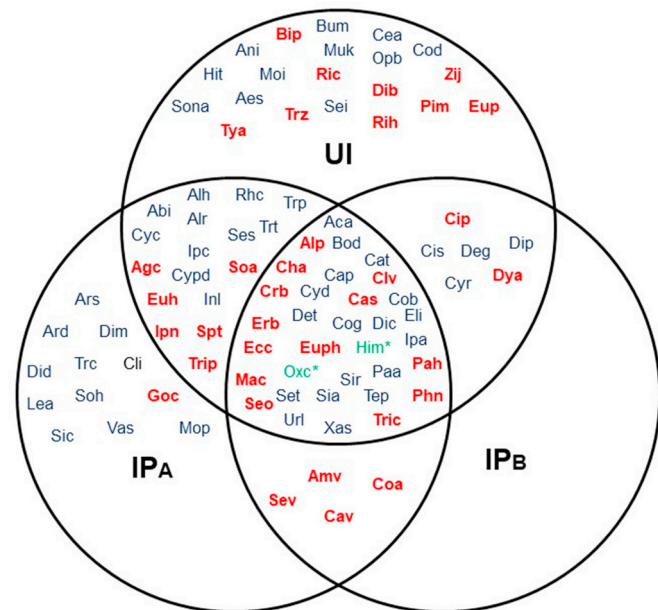 Bum
Bip
Cea
Ani
Muk
Opb
Cod
Hit
Moi
Ric
Zij
Sona
Aes
Dib
Trz
Sei
Pim
Eup
Tya
Rih
UI
Alh
Rhc
Abi
Trp
Alr
Aca
Cip
Cyc
Ses
Trt
Alp
Bod
Ipc
Cat
Cis
Deg
Dip
Agc
Cypd
Soa
Cha
Cap
Clv
Cyr
Dya
Ars
Euh
Inl
Crb
Cyd
Cas
Cob
Ard
Dim
Ipn
Spt
Erb
Det
Cog
Dic
Eli
Did
Trc
Cli
Trip
Ecc
Euph
Him*
Ipa
Oxc*
Paa
Pah
Lea
Soh
Goc
Mac
Sir
Seo
Set
Sia
Tep
Phn
Sic
Vas
Mop
Url
Xas
Tric
IPA
IPB
Amv
Coa
Sev
Cav